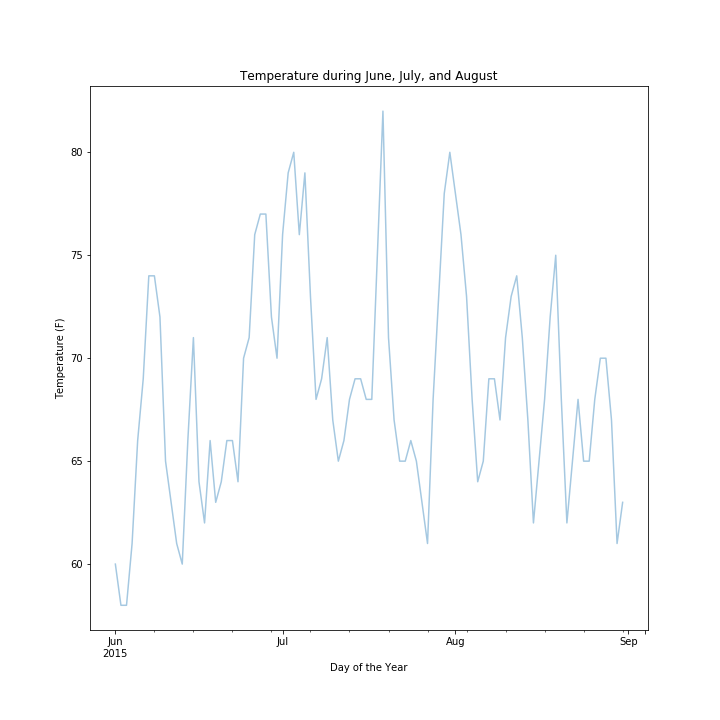 Temperature during June, July, and August
80
75
70
65
60
Temperature (F)
Jun
2015
Jul
Aug
Sep
Day of the Year